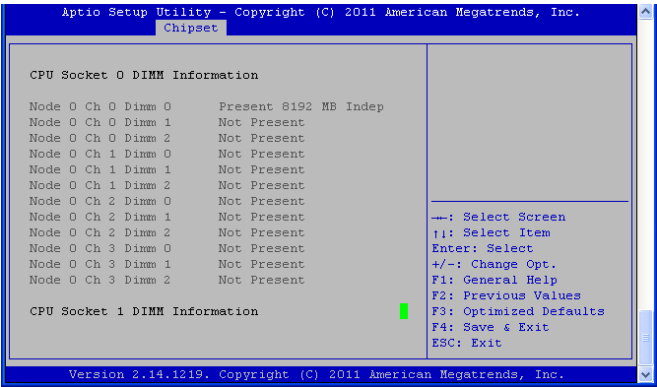 Aptio Setup Utility - Copyright (C) 2011 American Megatrends, Inc.
Chipset
CPU Socket 0 DIMM Information
Node 0 Ch 0 Dimm 0 Present 8192 MB Indep
Node 0 Ch 0 Dimm 1 Not Present
Node 0 Ch 0 Dimm 2 Not Present
Node 0 Ch 1 Dimm 0 Not Present
Node 0 Ch 1 Dimm 1 Not Present
Node 0 Ch 1 Dimm 2 Not Present
Node 0 Ch 2 Dimm 0 Not Present
Node 0 Ch 2 Dimm 1 Not Present
Node 0 Ch 2 Dimm 2 Not Present
Node 0 Ch 3 Dimm 0 Not Present
Node 0 Ch 3 Dimm 1 Not Present
Node 0 Ch 3 Dimm 2 Not Present
CPU Socket 1 DIMM Information
→←: Select Screen
↑↓: Select Item
Enter: Select
+/-: Change Opt.
F1: General Help
F2: Previous Values
F3: Optimized Defaults
F4: Save & Exit
ESC: Exit
Version 2.14.1219. Copyright (C) 2011 American Megatrends, Inc.